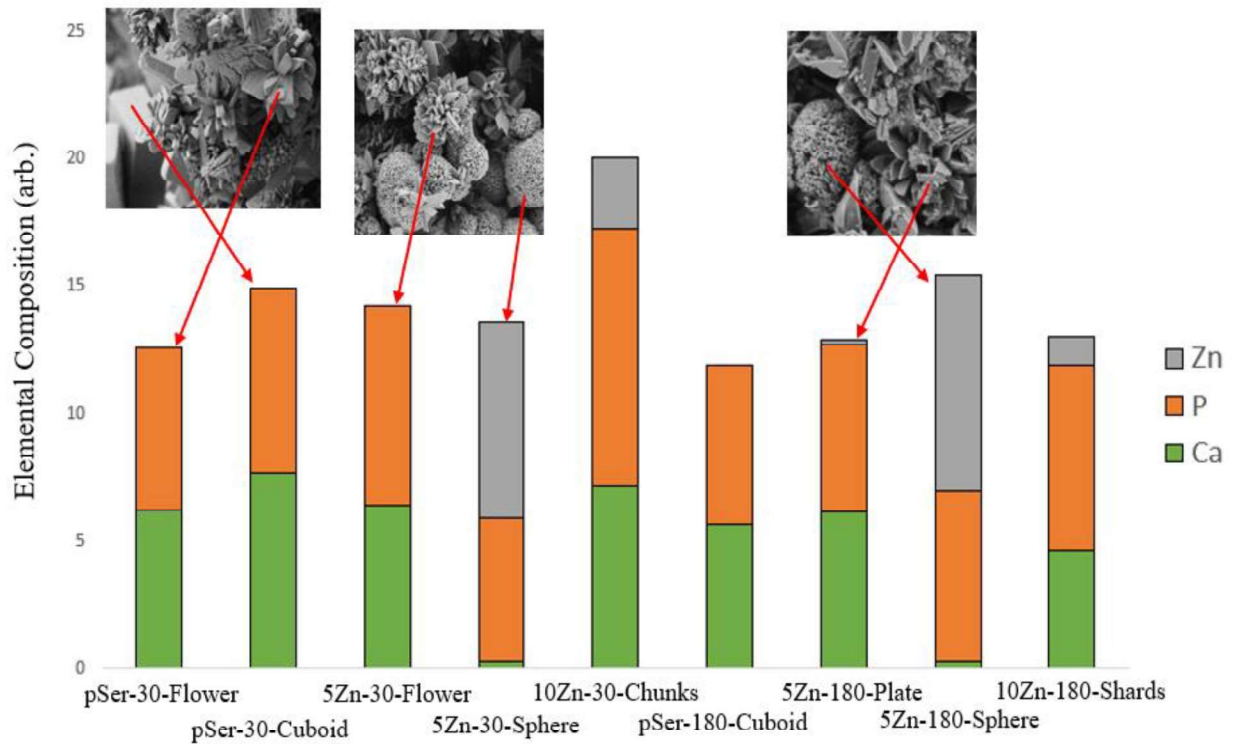 25
20
15
10
5
0
Elemental Composition (arb.)
Zn
P
Ca
pSer-30-Flower
pSer-30-Cuboid
5Zn-30-Flower
5Zn-30-Sphere
10Zn-30-Chunks
pSer-180-Cuboid
5Zn-180-Plate
5Zn-180-Sphere
10Zn-180-Shards